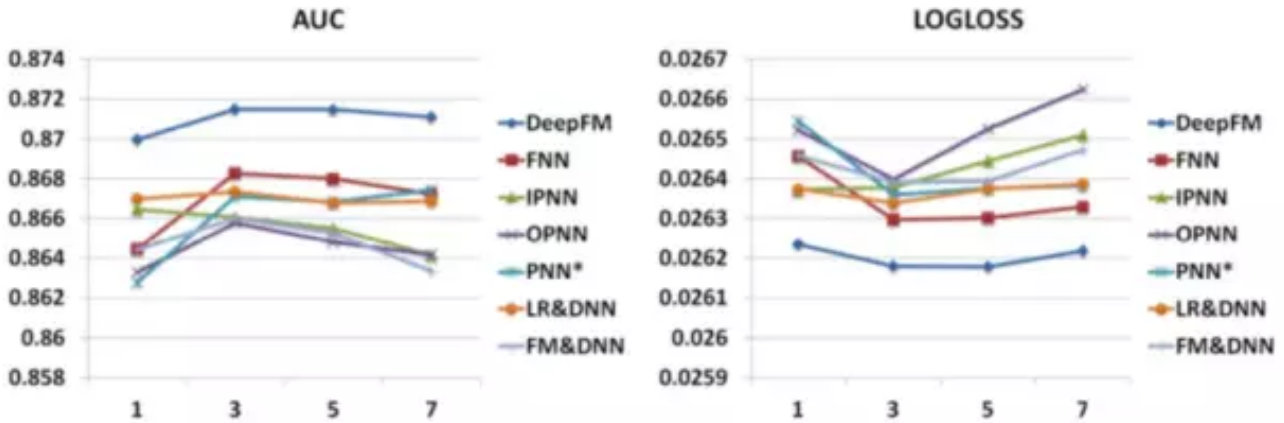 AUC
0.874
0.872
0.87
0.868
0.866
0.864
0.862
0.86
0.858
1 3 5 7
DeepFM
FNN
IPNN
OPNN
PNN*
LR&DNN
FM&DNN
LOGLOSS
0.0267
0.0266
0.0265
0.0264
0.0263
0.0262
0.0261
0.026
0.0259
1 3 5 7
DeepFM
FNN
IPNN
OPNN
PNN*
LR&DNN
FM&DNN